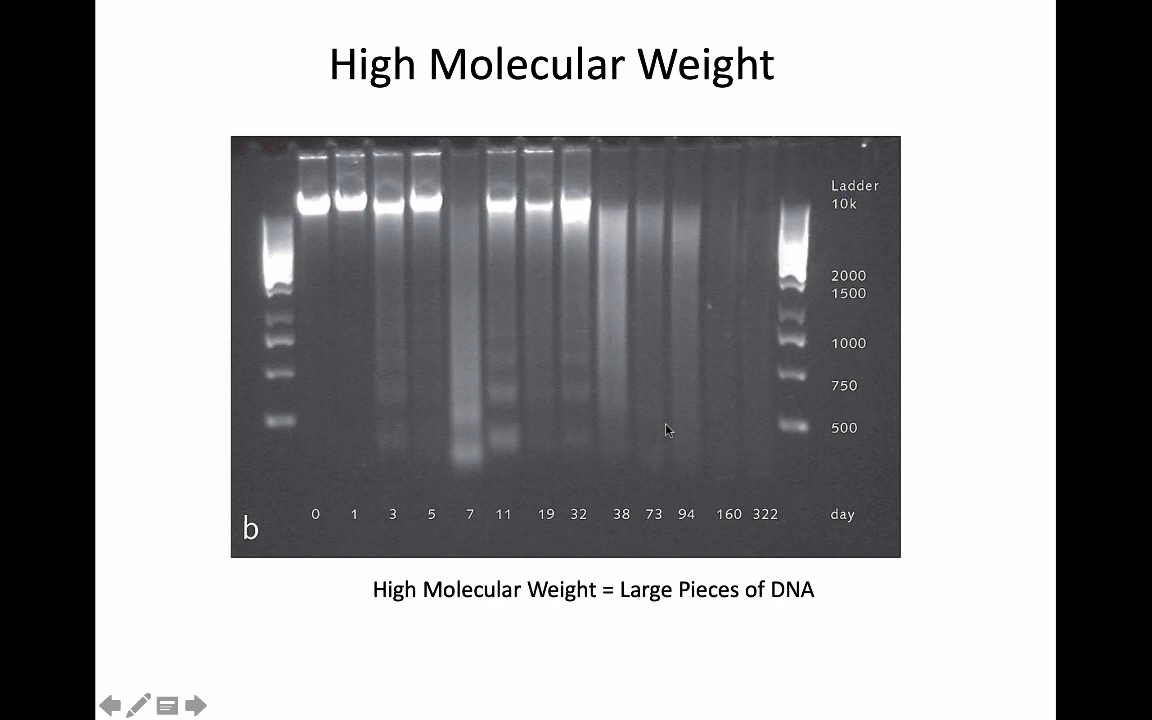 High Molecular Weight
Ladder
10k
2000
1500
1000
750
500
0 1 3 5 7 11 19 32 38 73 94 160 322 day
b
High Molecular Weight = Large Pieces of DNA